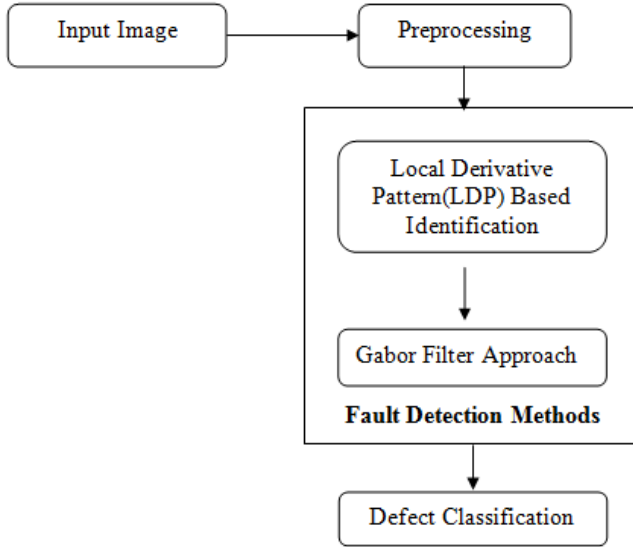 Input Image
Preprocessing
Local Derivative
Pattern(LDP) Based
Identification
Gabor Filter Approach
Fault Detection Methods
Defect Classification